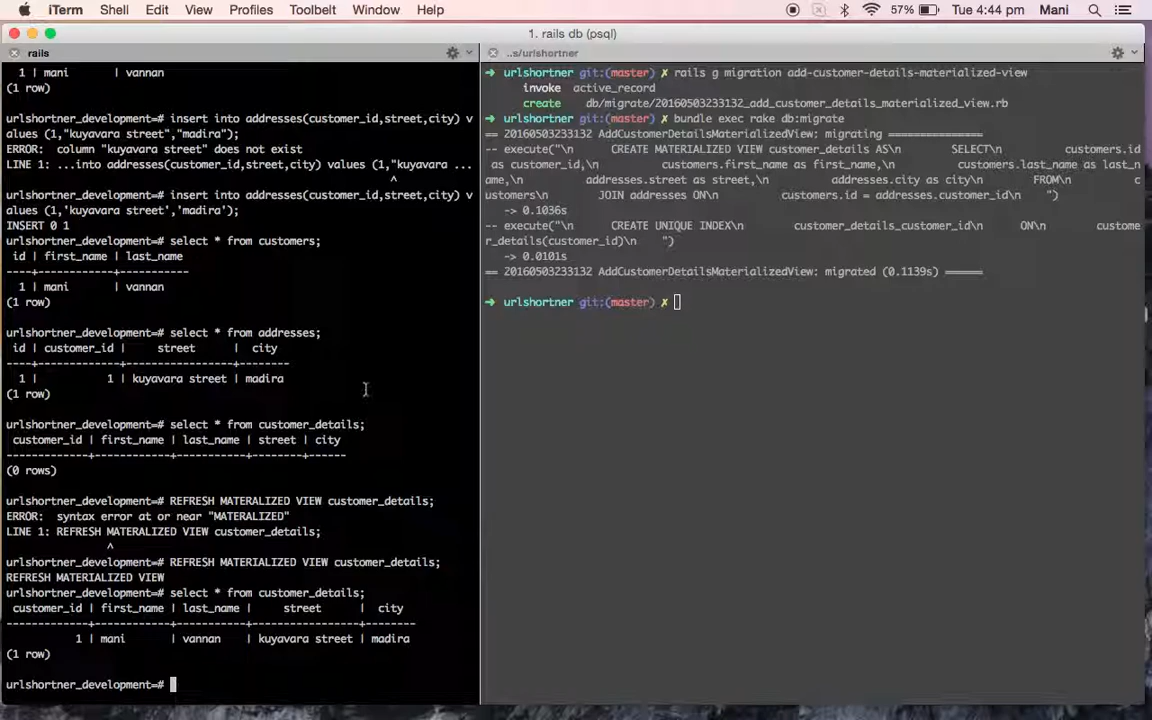 iTerm Shell Edit View Profiles Toolbelt Window Help 57% Tue 4:44 pm Mani
1. rails db (psql)
rails
1 | mani | vannan
(1 row)
urlshortner_development=# insert into addresses(customer_id,street,city) v
alues (1,"kuyavara street","madira");
ERROR: column "kuyavara street" does not exist
LINE 1: ...into addresses(customer_id,street,city) values (1,"kuyavara ...
^
urlshortner_development=# insert into addresses(customer_id,street,city) v
alues (1,'kuyavara street','madira');
INSERT 0 1
urlshortner_development=# select * from customers;
id | first_name | last_name
----+------------+-----------
1 | mani | vannan
(1 row)
urlshortner_development=# select * from addresses;
id | customer_id | street | city
----+-------------+-----------------+--------
1 | 1 | kuyavara street | madira
(1 row)
urlshortner_development=# select * from customer_details;
customer_id | first_name | last_name | street | city
-------------+------------+-----------+--------+------
(0 rows)
urlshortner_development=# REFRESH MATERALIZED VIEW customer_details;
ERROR: syntax error at or near "MATERALIZED"
LINE 1: REFRESH MATERALIZED VIEW customer_details;
^
urlshortner_development=# REFRESH MATERIALIZED VIEW customer_details;
REFRESH MATERIALIZED VIEW
urlshortner_development=# select * from customer_details;
customer_id | first_name | last_name | street | city
-------------+------------+-----------+-----------------+--------
1 | mani | vannan | kuyavara street | madira
(1 row)
urlshortner_development=#
..s/urlshortner
➜ urlshortner git:(master) ✗ rails g migration add-customer-details-materialized-view
invoke active_record
create db/migrate/20160503233132_add_customer_details_materialized_view.rb
➜ urlshortner git:(master) ✗ bundle exec rake db:migrate
== 20160503233132 AddCustomerDetailsMaterializedView: migrating ===============
-- execute("\n CREATE MATERIALIZED VIEW customer_details AS\n SELECT\n customers.id
as customer_id,\n customers.first_name as first_name,\n customers.last_name as last_n
ame,\n addresses.street as street,\n addresses.city as city\n FROM\n c
ustomers\n JOIN addresses ON\n customers.id = addresses.customer_id\n ")
-> 0.1036s
-- execute("\n CREATE UNIQUE INDEX\n customer_details_customer_id\n ON\n custome
r_details(customer_id)\n ")
-> 0.0101s
== 20160503233132 AddCustomerDetailsMaterializedView: migrated (0.1139s) ======
➜ urlshortner git:(master) ✗